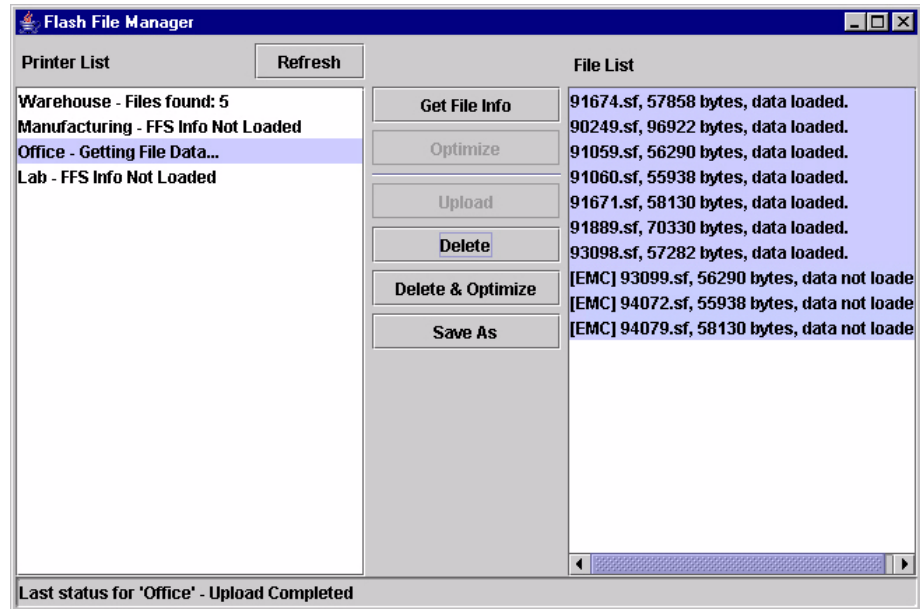 Flash File Manager
Printer List
Refresh
File List
Warehouse - Files found: 5
Manufacturing - FFS Info Not Loaded
Office - Getting File Data...
Lab - FFS Info Not Loaded
Get File Info
Optimize
Upload
Delete
Delete & Optimize
Save As
91674.sf, 57858 bytes, data loaded.
90249.sf, 96922 bytes, data loaded.
91059.sf, 56290 bytes, data loaded.
91060.sf, 55938 bytes, data loaded.
91671.sf, 58130 bytes, data loaded.
91889.sf, 70330 bytes, data loaded.
93098.sf, 57282 bytes, data loaded.
[EMC] 93099.sf, 56290 bytes, data not loade
[EMC] 94072.sf, 55938 bytes, data not loade
[EMC] 94079.sf, 58130 bytes, data not loade
Last status for 'Office' - Upload Completed